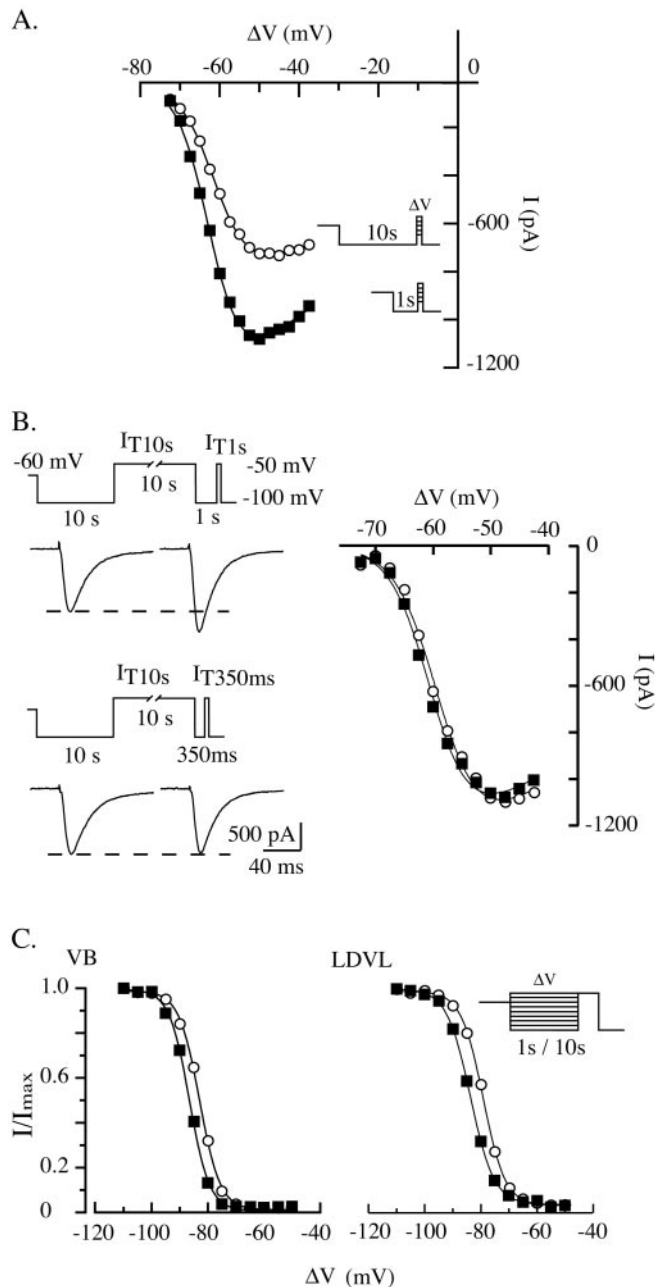 A.
ΔV (mV)
-80 -60 -40 -20 0
-600
-1200
I (pA)
ΔV
10s
1s
B.
IT10s IT1s
-60 mV
-50 mV
-100 mV
10 s 10 s 1 s
IT10s IT350ms
10 s 10 s 350ms
500 pA
40 ms
ΔV (mV)
-70 -60 -50 -40
0
-600
-1200
I (pA)
C.
VB
LDVL
ΔV
1s / 10s
I/Imax
1.0
0.6
0.2
0
-120 -100 -80 -60 -40
-120 -100 -80 -60 -40
ΔV (mV)